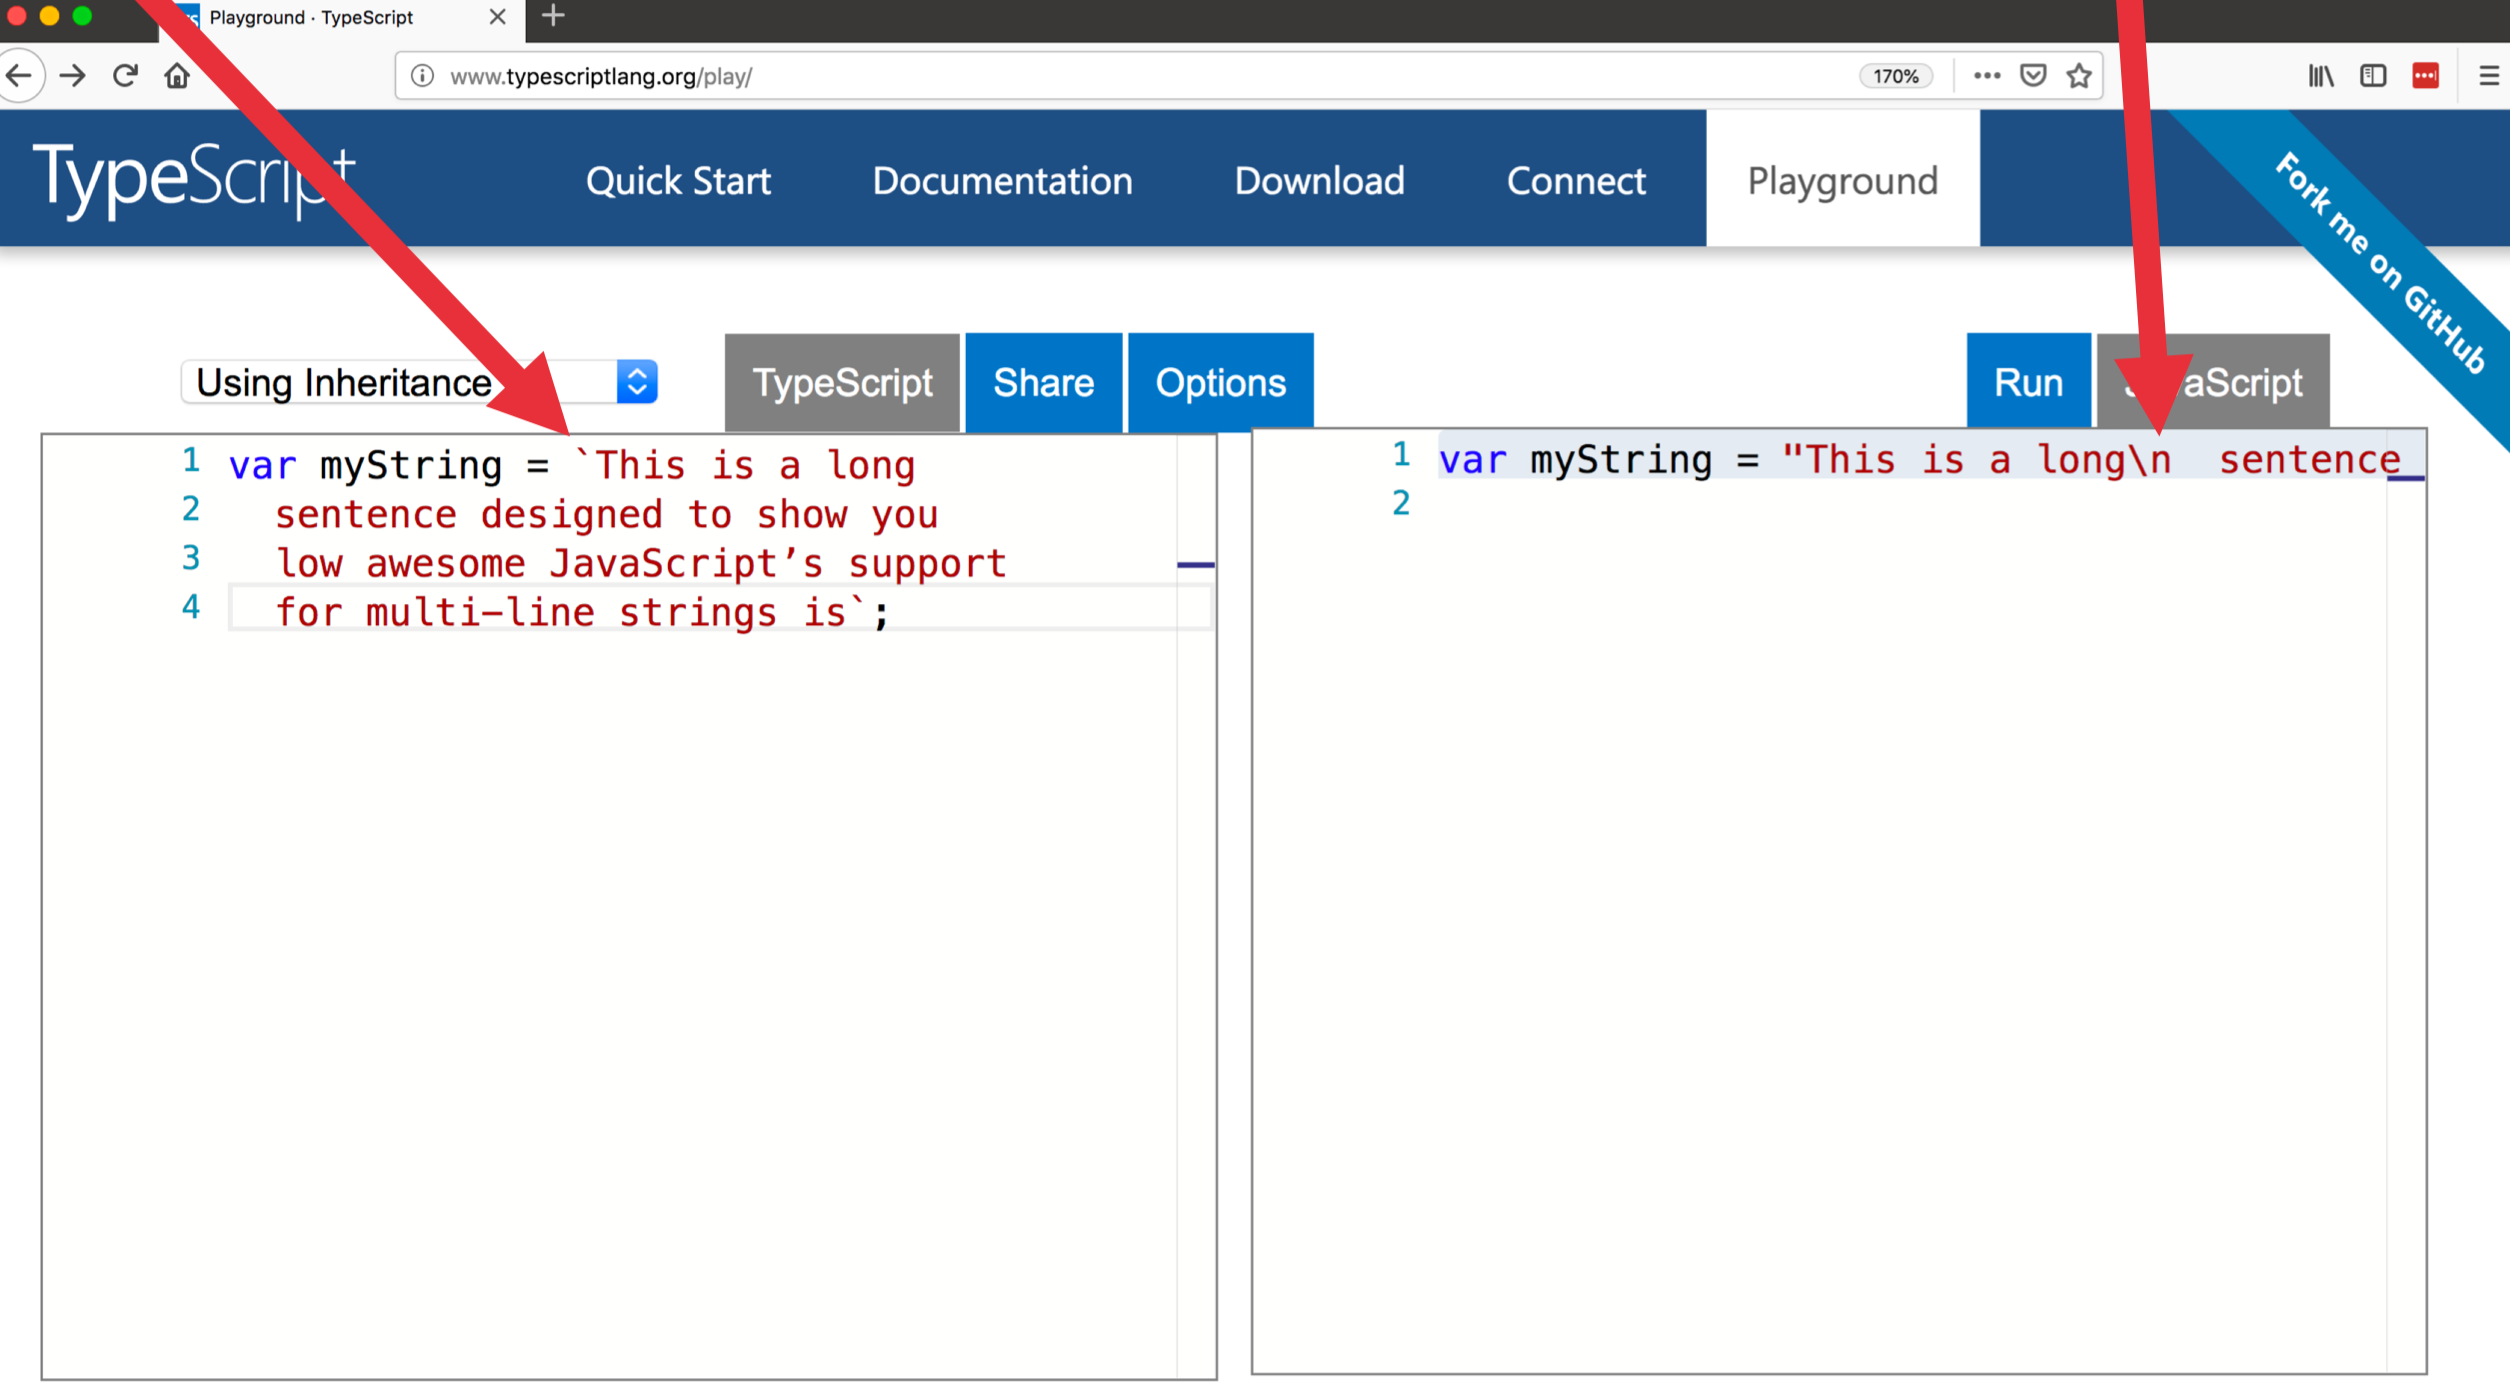 Playground · TypeScript
www.typescriptlang.org/play/
170%
TypeScript
Quick Start
Documentation
Download
Connect
Playground
Fork me on GitHub
Using Inheritance
TypeScript
Share
Options
Run
1 var myString = `This is a long
2 sentence designed to show you
3 low awesome JavaScript’s support
4 for multi-line strings is`;
1 var myString = "This is a long\n  sentence
2